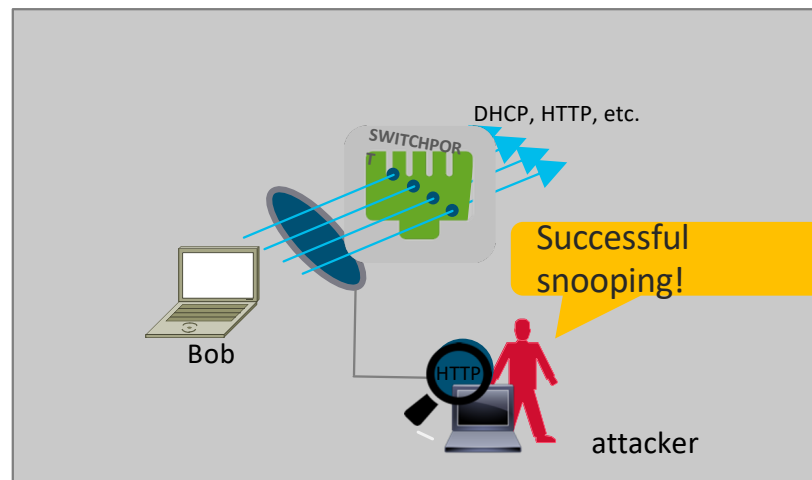 DHCP, HTTP, etc.
SWITCHPOR
T
Successful
snooping!
Bob
HTTP
attacker